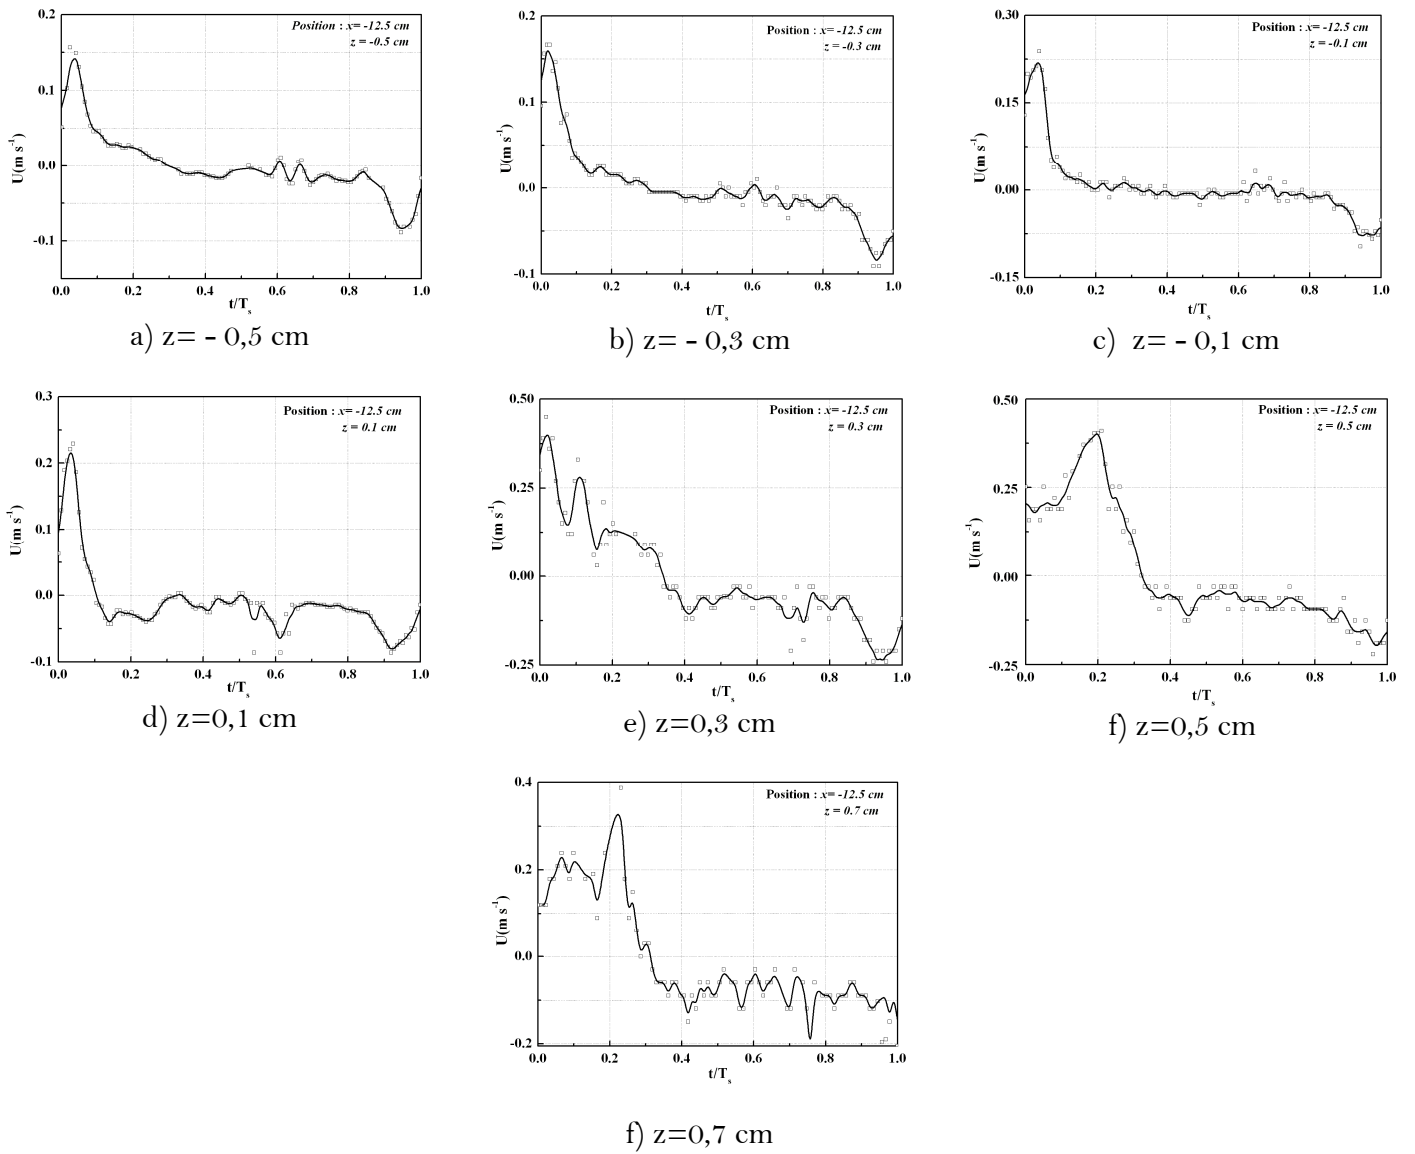 0.2
0.1
0.0
-0.1
U(m s-1)
Position : x= -12.5 cm
z = -0.5 cm
0.0 0.2 0.4 0.6 0.8 1.0
t/Ts
a) z= - 0,5 cm
0.3
0.2
0.1
0.0
-0.1
U(m s-1)
Position : x= -12.5 cm
z = -0.3 cm
0.0 0.2 0.4 0.6 0.8 1.0
t/Ts
b) z= - 0,3 cm
0.30
0.15
0.00
-0.15
U(m s-1)
Position : x= -12.5 cm
z = -0.1 cm
0.0 0.2 0.4 0.6 0.8 1.0
t/Ts
c) z= - 0,1 cm
0.3
0.2
0.1
0.0
-0.1
U(m s-1)
Position : x= -12.5 cm
z = 0.1 cm
0.0 0.2 0.4 0.6 0.8 1.0
t/Ts
d) z=0,1 cm
0.50
0.25
0.00
-0.25
U(m s-1)
Position : x= -12.5 cm
z = 0.3 cm
0.0 0.2 0.4 0.6 0.8 1.0
t/Ts
e) z=0,3 cm
0.50
0.25
0.00
-0.25
U(m s-1)
Position : x= -12.5 cm
z = 0.5 cm
0.0 0.2 0.4 0.6 0.8 1.0
t/Ts
f) z=0,5 cm
0.4
0.2
0.0
-0.2
U(m s-1)
Position : x= -12.5 cm
z = 0.7 cm
0.0 0.2 0.4 0.6 0.8 1.0
t/Ts
f) z=0,7 cm